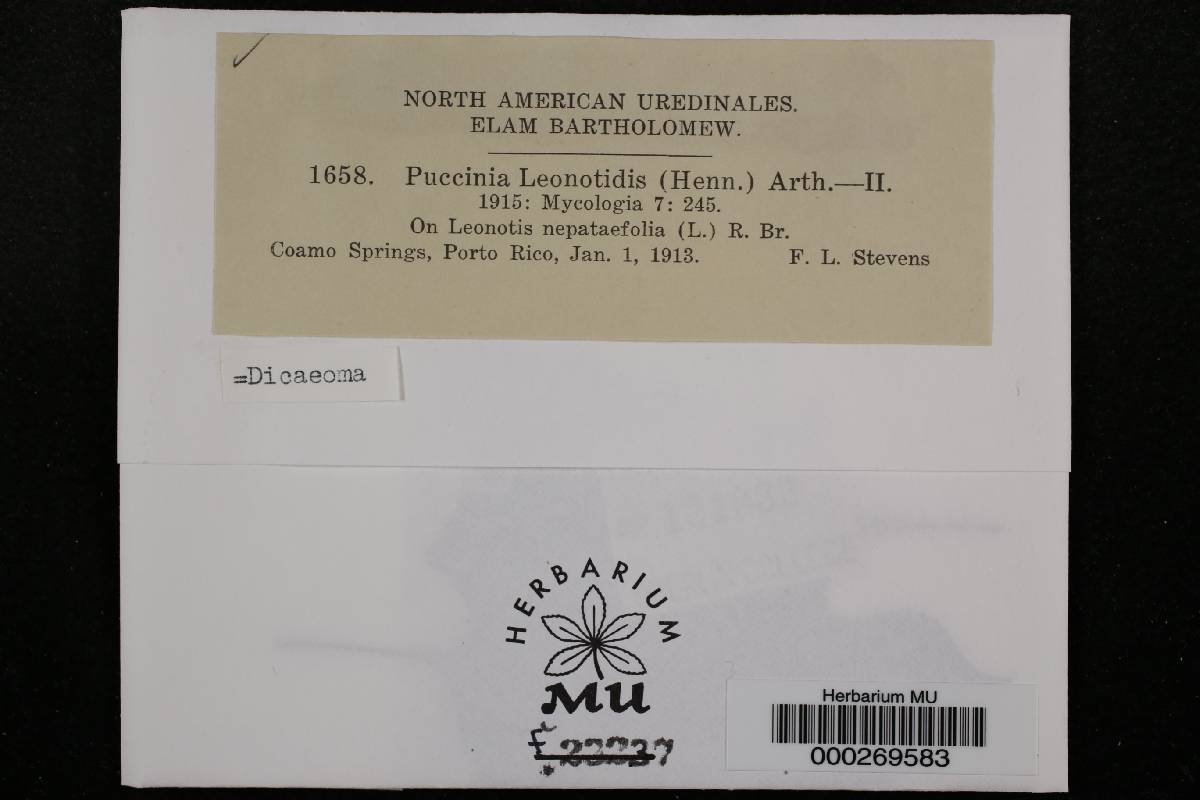 NORTH AMERICAN UREDINALES.
ELAM BARTHOLOMEW.
1658. Puccinia Leonotidis (Henn.) Arth.—II.
1915: Mycologia 7: 245.
On Leonotis nepataefolia (L.) R. Br.
Coamo Springs, Porto Rico, Jan. 1, 1913. F. L. Stevens
=Dicaeoma
HERBARIUM
MU
Herbarium MU
000269583